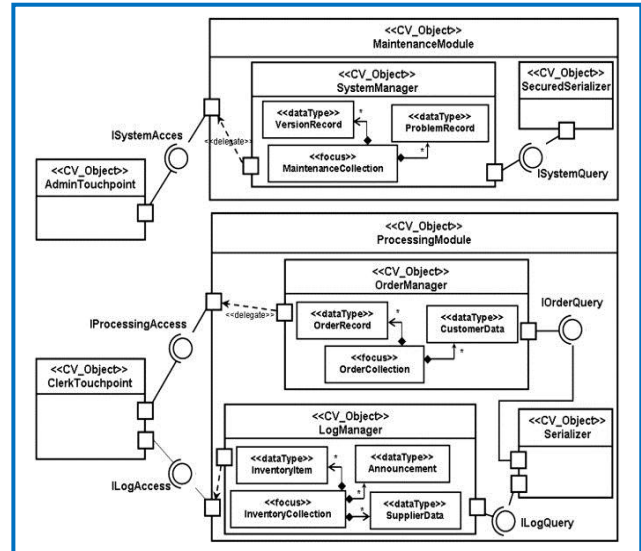 <<CV_Object>>
MaintenanceModule
<<CV_Object>>
SystemManager
<<CV_Object>>
SecuredSerializer
<<dataType>>
VersionRecord
*
<<dataType>>
ProblemRecord
<<focus>>
MaintenanceCollection
*
ISystemAcces
<<delegate>>
ISystemQuery
<<CV_Object>>
AdminTouchpoint
<<CV_Object>>
ProcessingModule
<<CV_Object>>
OrderManager
<<delegate>>
<<dataType>>
OrderRecord
*
<<dataType>>
CustomerData
<<focus>>
OrderCollection
*
IOrderQuery
IProcessingAccess
<<CV_Object>>
ClerkTouchpoint
<<CV_Object>>
LogManager
<<CV_Object>>
Serializer
<<dataType>>
InventoryItem
*
<<dataType>>
Announcement
<<focus>>
InventoryCollection
*
*
<<dataType>>
SupplierData
ILogAccess
ILogQuery